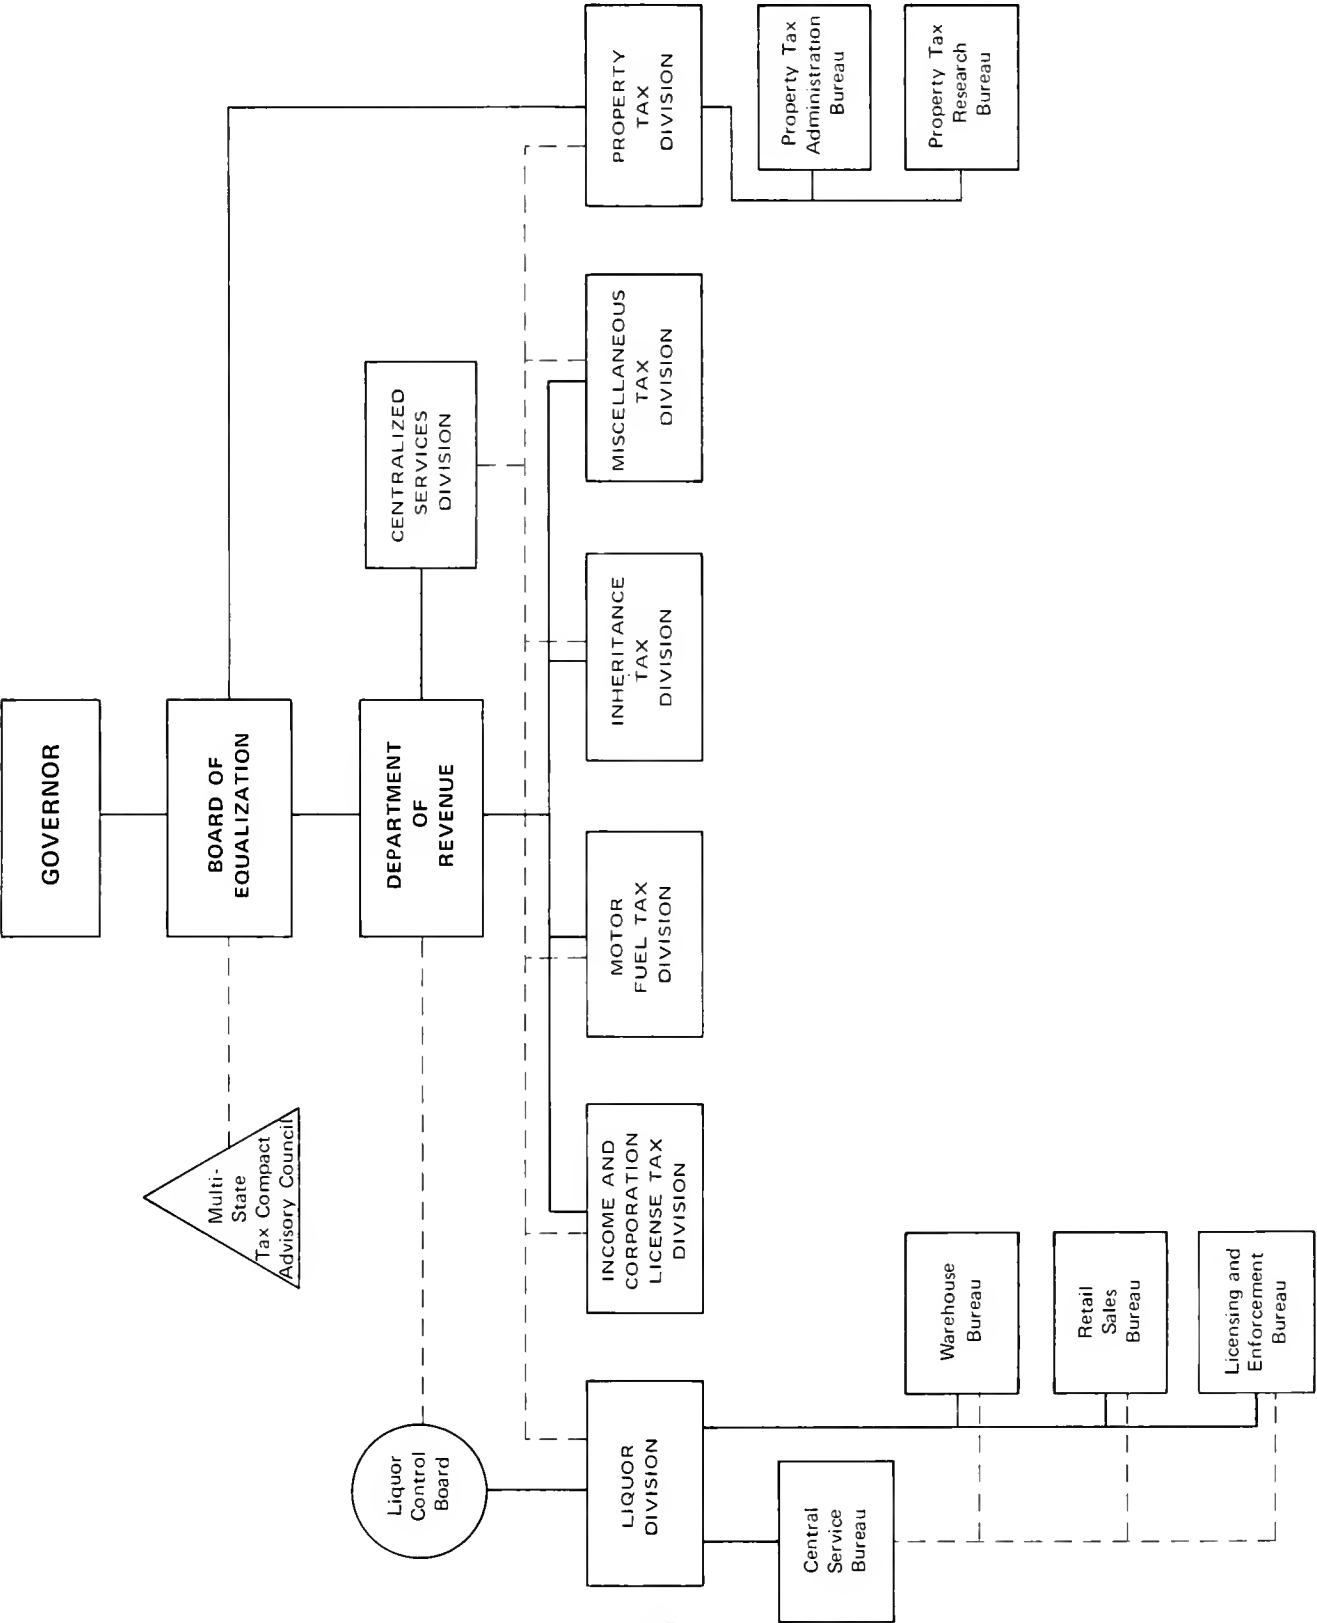 GOVERNOR
BOARD OF
EQUALIZATION
Multi-
State
Tax Compact
Advisory Council
DEPARTMENT
OF
REVENUE
Liquor
Control
Board
CENTRALIZED
SERVICES
DIVISION
LIQUOR
DIVISION
INCOME AND
CORPORATION
LICENSE TAX
DIVISION
MOTOR
FUEL TAX
DIVISION
INHERITANCE
TAX
DIVISION
MISCELLANEOUS
TAX
DIVISION
PROPERTY
TAX
DIVISION
Central
Service
Bureau
Warehouse
Bureau
Retail
Sales
Bureau
Licensing and
Enforcement
Bureau
Property Tax
Administration
Bureau
Property Tax
Research
Bureau